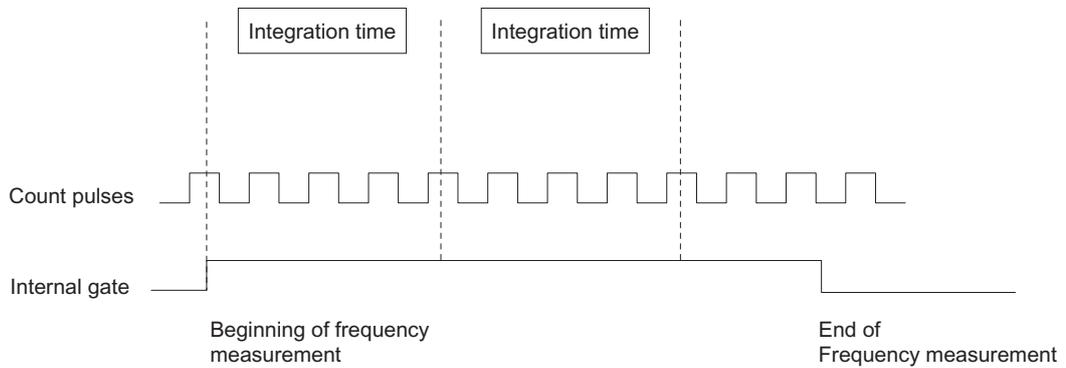 Integration time
Integration time
Count pulses
Internal gate
Beginning of frequency
measurement
End of
Frequency measurement